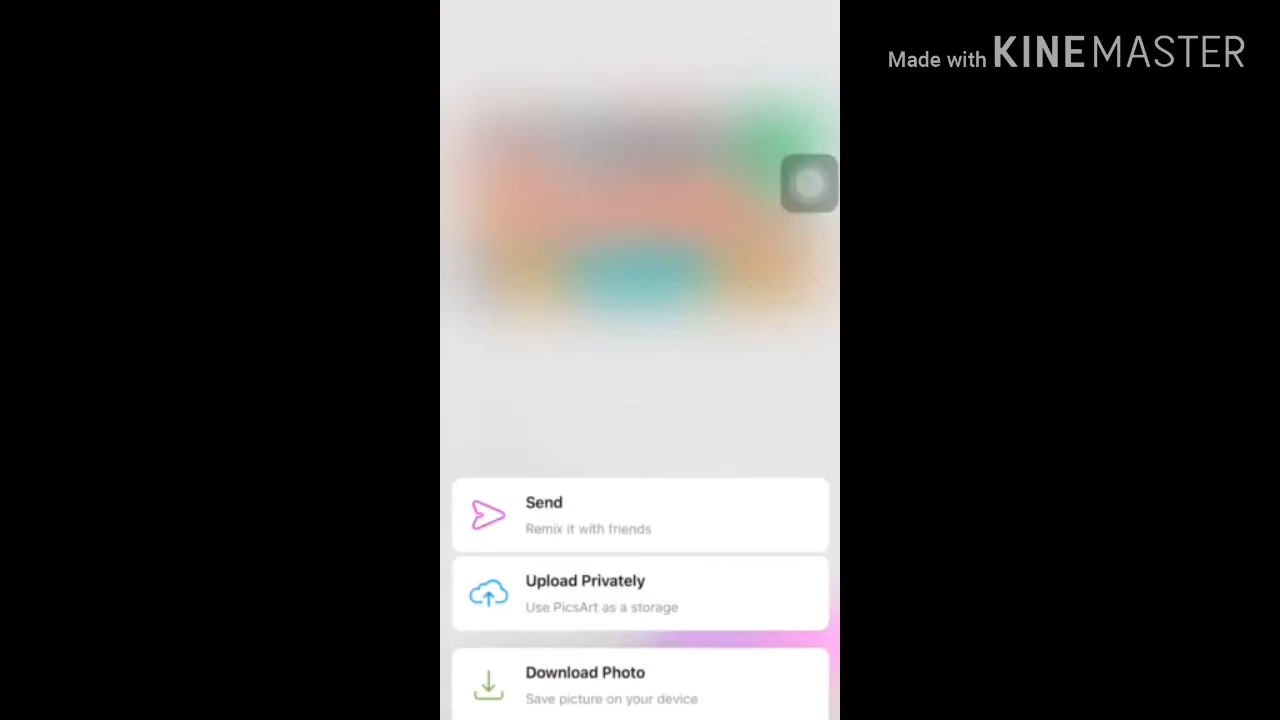 Made with KINEMASTER
Send
Remix it with friends
Upload Privately
Use PicsArt as a storage
Download Photo
Save picture on your device